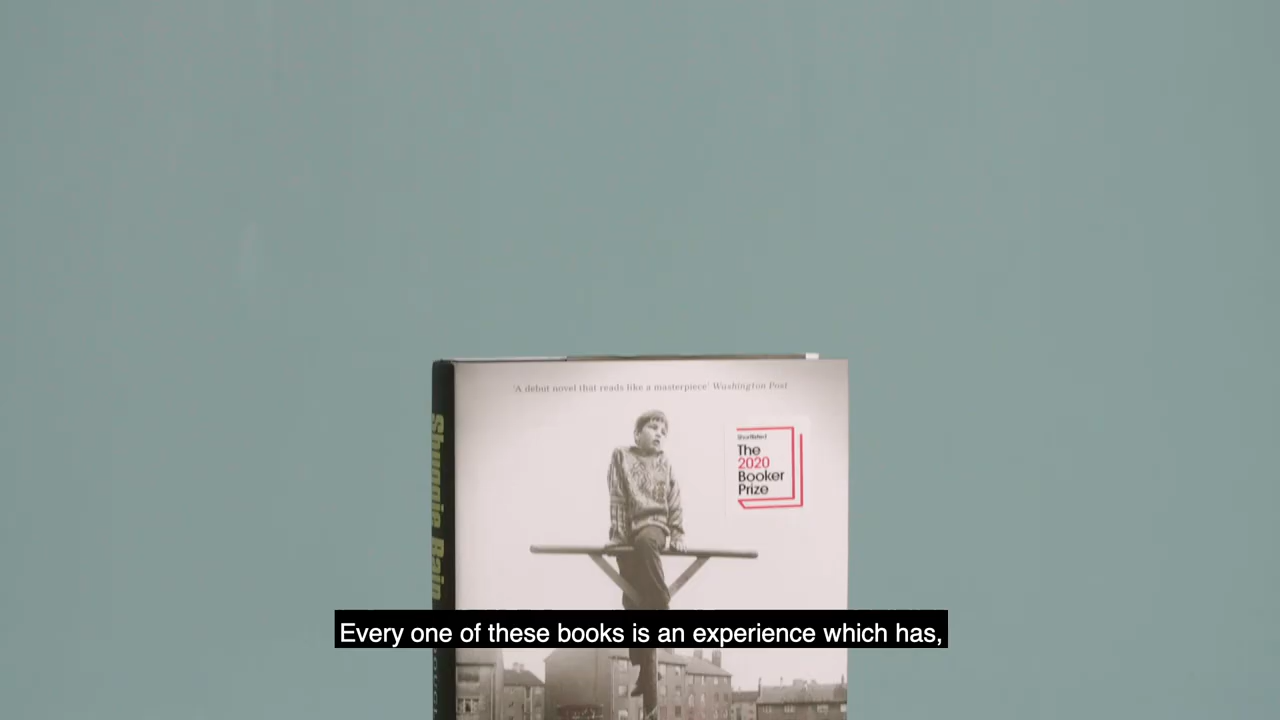 'A debut novel that reads like a masterpiece' Washington Post
Shortlisted
The
2020
Booker
Prize
Shuggie Bain
DOUGL
Every one of these books is an experience which has,